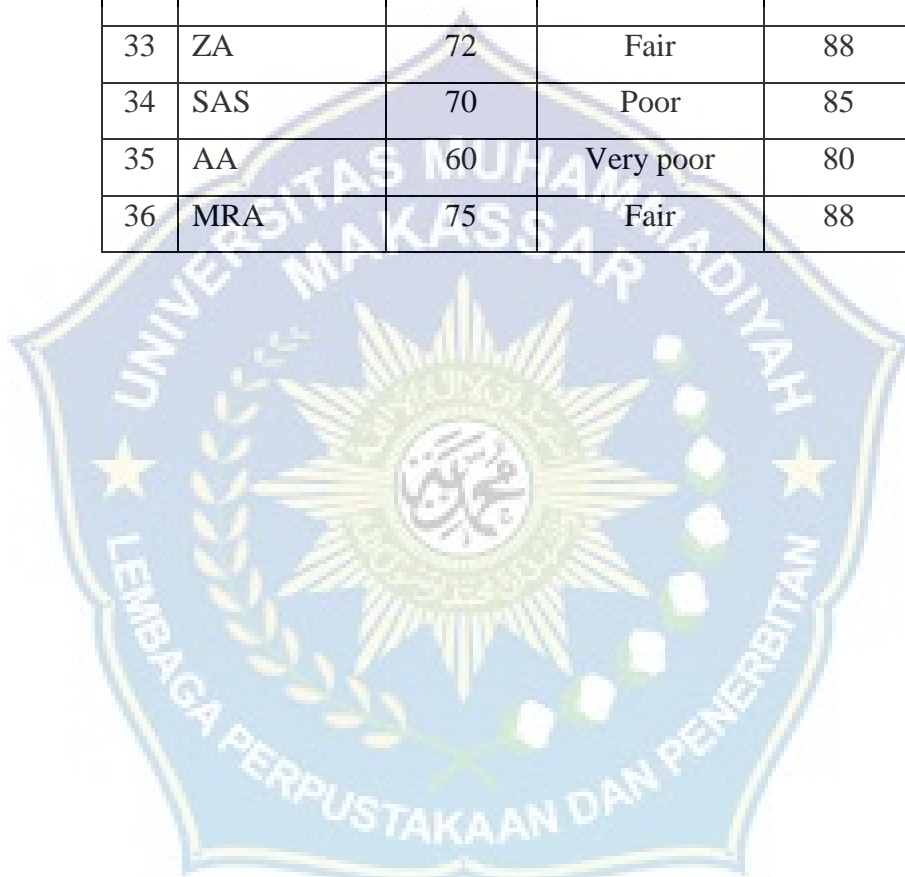 33 ZA 72 Fair 88
34 SAS 70 Poor 85
35 AA 60 Very poor 80
36 MRA 75 Fair 88
UNIVERSITAS MUHAMMADIYAH
MAKASSAR
LEMBAGA PERPUSTAKAAN DAN PENERBITAN